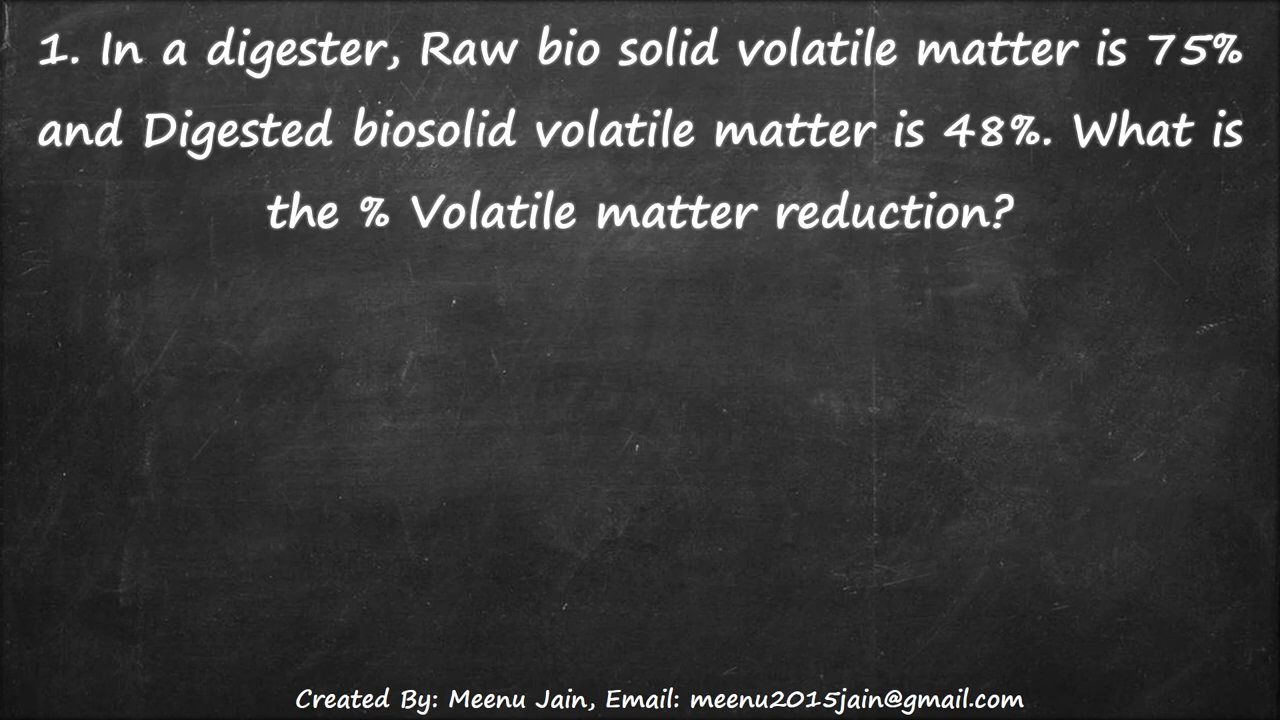 1. In a digester, Raw bio solid volatile matter is 75%
and Digested biosolid volatile matter is 48%. What is
the % Volatile matter reduction?
Created By: Meenu Jain, Email: meenu2015jain@gmail.com